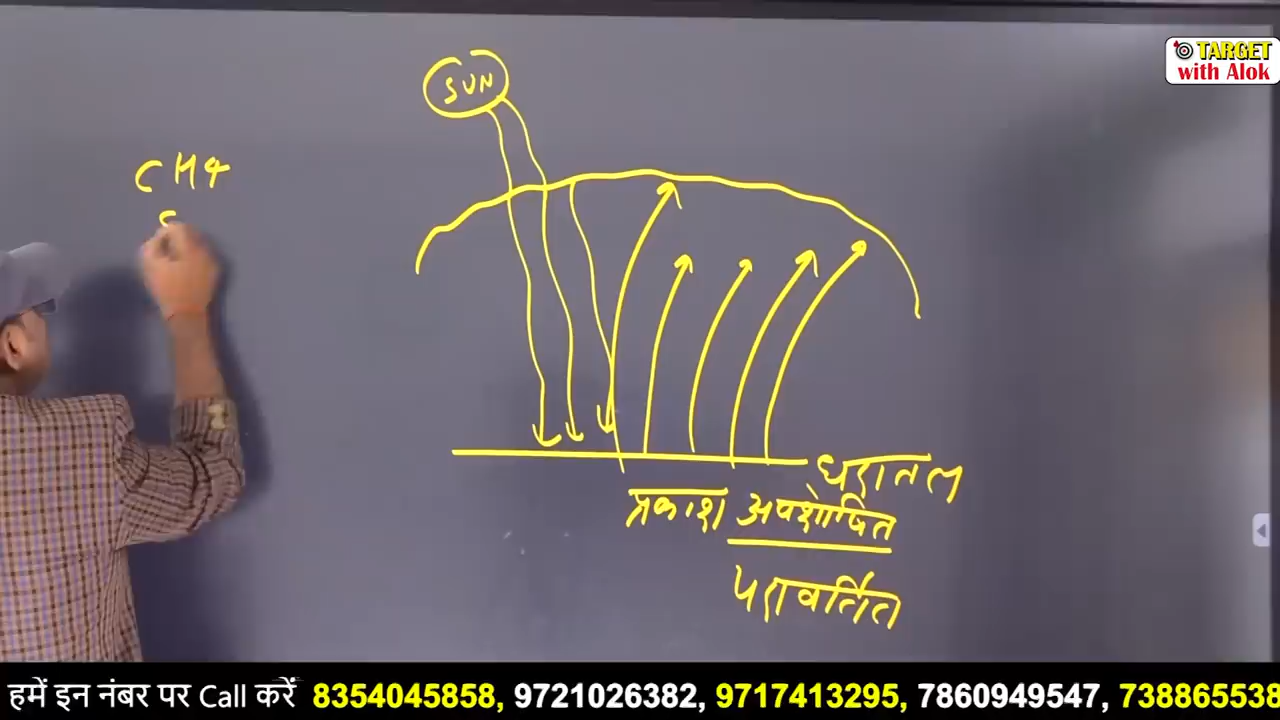 TARGET
with Alok
SUN
CH4
धरातल
प्रकाश अवशोषित
परावर्तित
हमें इन नंबर पर Call करें 8354045858, 9721026382, 9717413295, 7860949547, 738865538